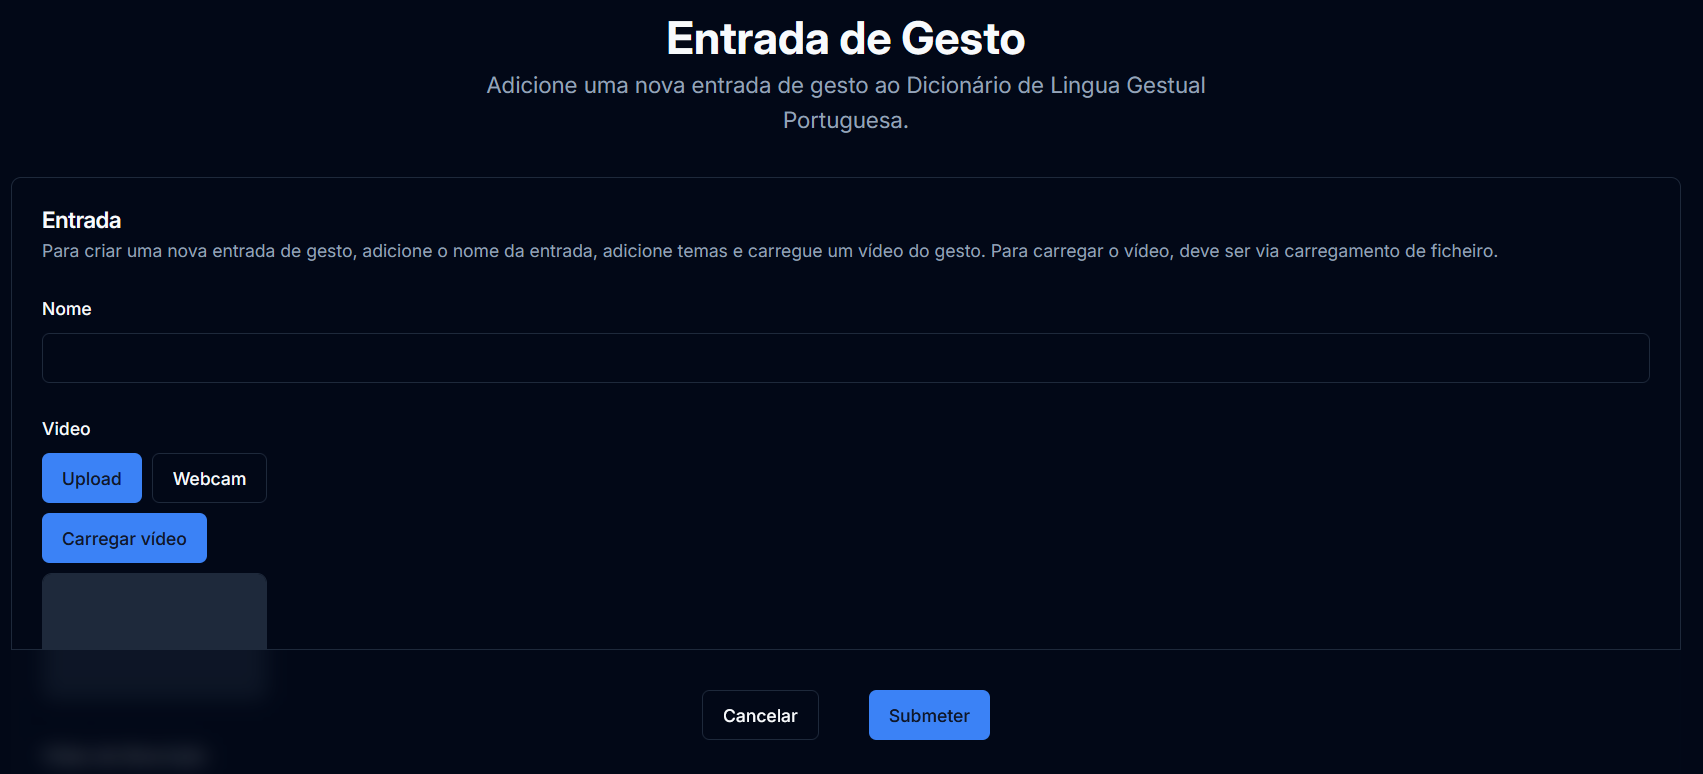 Entrada de Gesto
Adicione uma nova entrada de gesto ao Dicionário de Lingua Gestual
Portuguesa.
Entrada
Para criar uma nova entrada de gesto, adicione o nome da entrada, adicione temas e carregue um vídeo do gesto. Para carregar o vídeo, deve ser via carregamento de ficheiro.
Nome
Video
Upload
Webcam
Carregar vídeo
Cancelar
Submeter